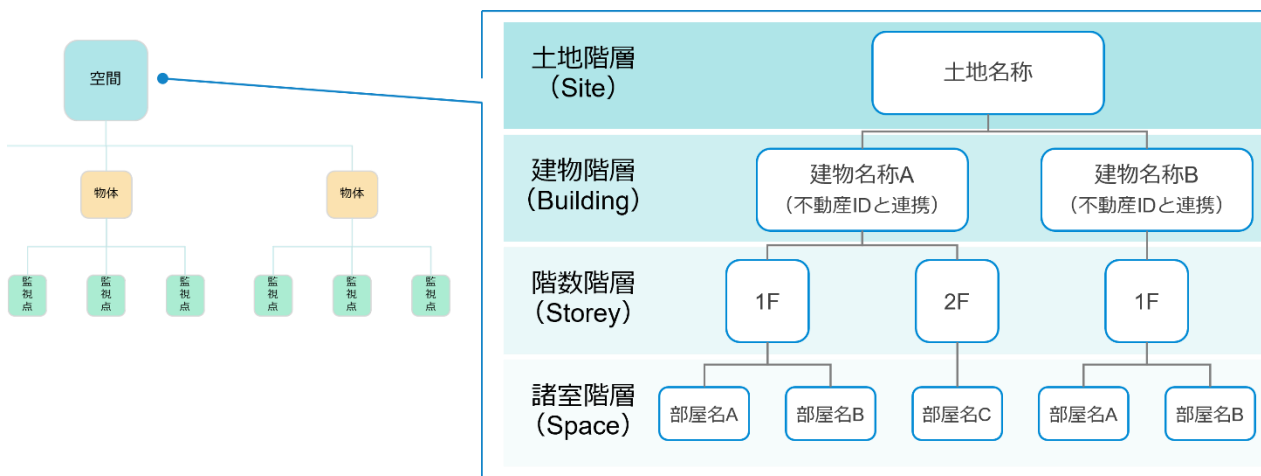 空間
物体
物体
監視点
監視点
監視点
監視点
監視点
監視点
土地階層
（Site）
土地名称
建物階層
（Building）
建物名称A
（不動産IDと連携）
建物名称B
（不動産IDと連携）
階数階層
（Storey）
1F
2F
1F
諸室階層
（Space）
部屋名A
部屋名B
部屋名C
部屋名A
部屋名B